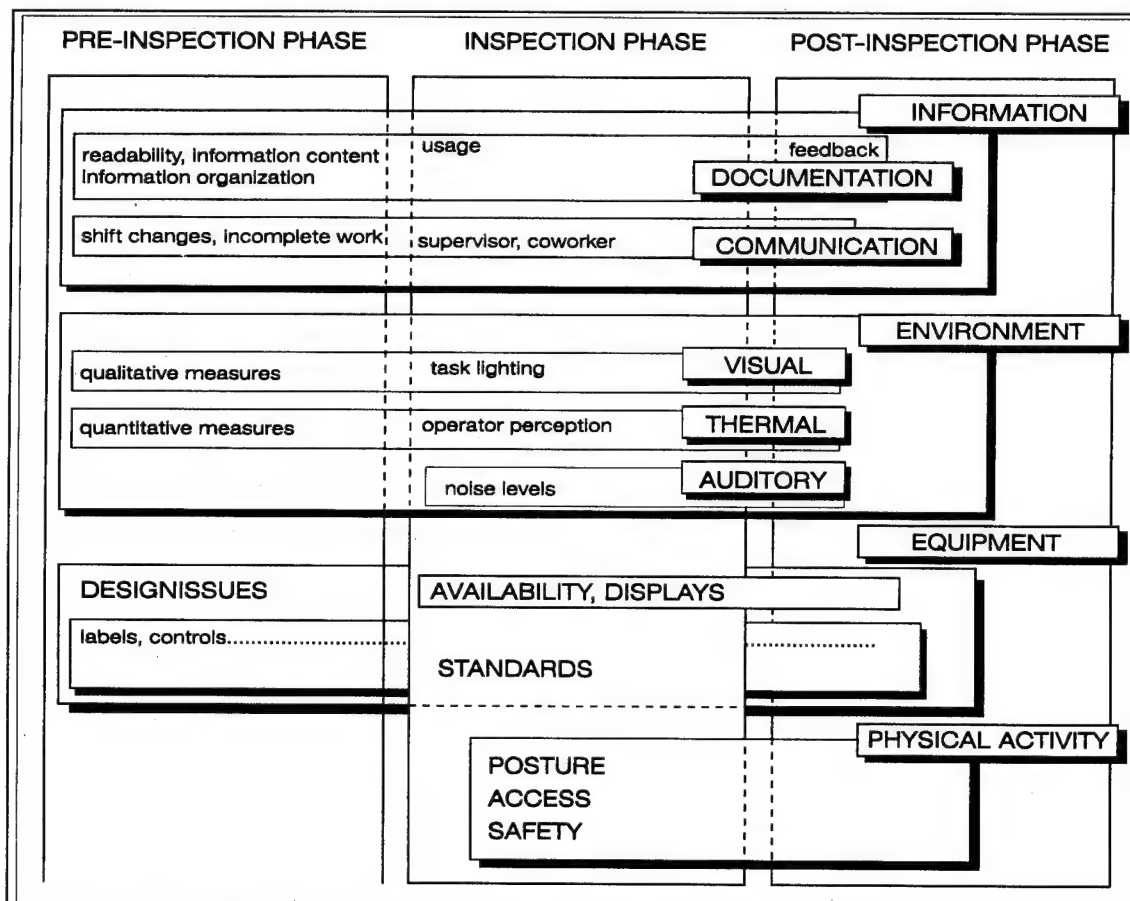 PRE-INSPECTION PHASE
INSPECTION PHASE
POST-INSPECTION PHASE
INFORMATION
readability, information content
information organization
usage
feedback
DOCUMENTATION
shift changes, incomplete work
supervisor, coworker
COMMUNICATION
ENVIRONMENT
qualitative measures
task lighting
VISUAL
quantitative measures
operator perception
THERMAL
noise levels
AUDITORY
EQUIPMENT
DESIGNISSUES
AVAILABILITY, DISPLAYS
labels, controls
STANDARDS
PHYSICAL ACTIVITY
POSTURE
ACCESS
SAFETY